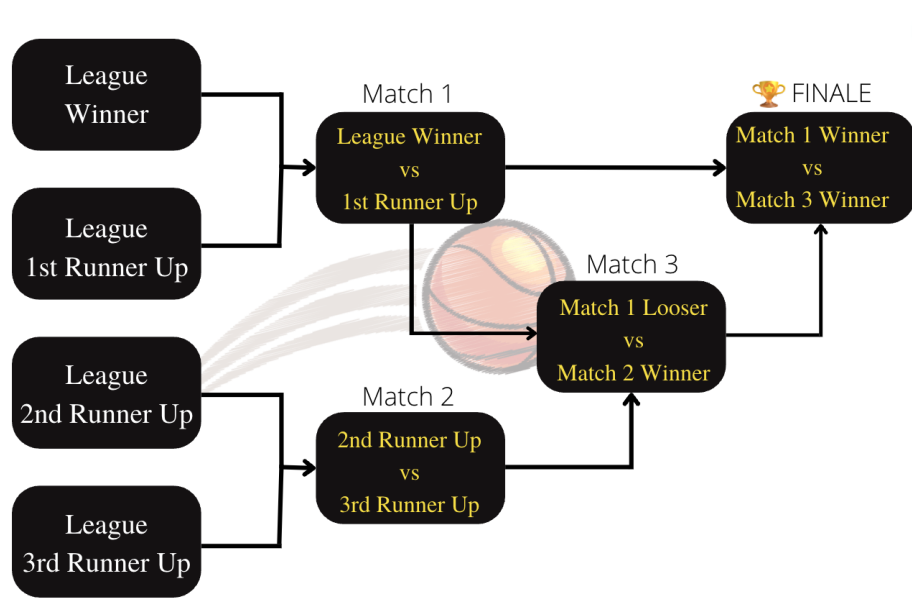 League
Winner
League
1st Runner Up
League
2nd Runner Up
League
3rd Runner Up
Match 1
League Winner
vs
1st Runner Up
Match 2
2nd Runner Up
vs
3rd Runner Up
Match 3
Match 1 Looser
vs
Match 2 Winner
FINALE
Match 1 Winner
vs
Match 3 Winner